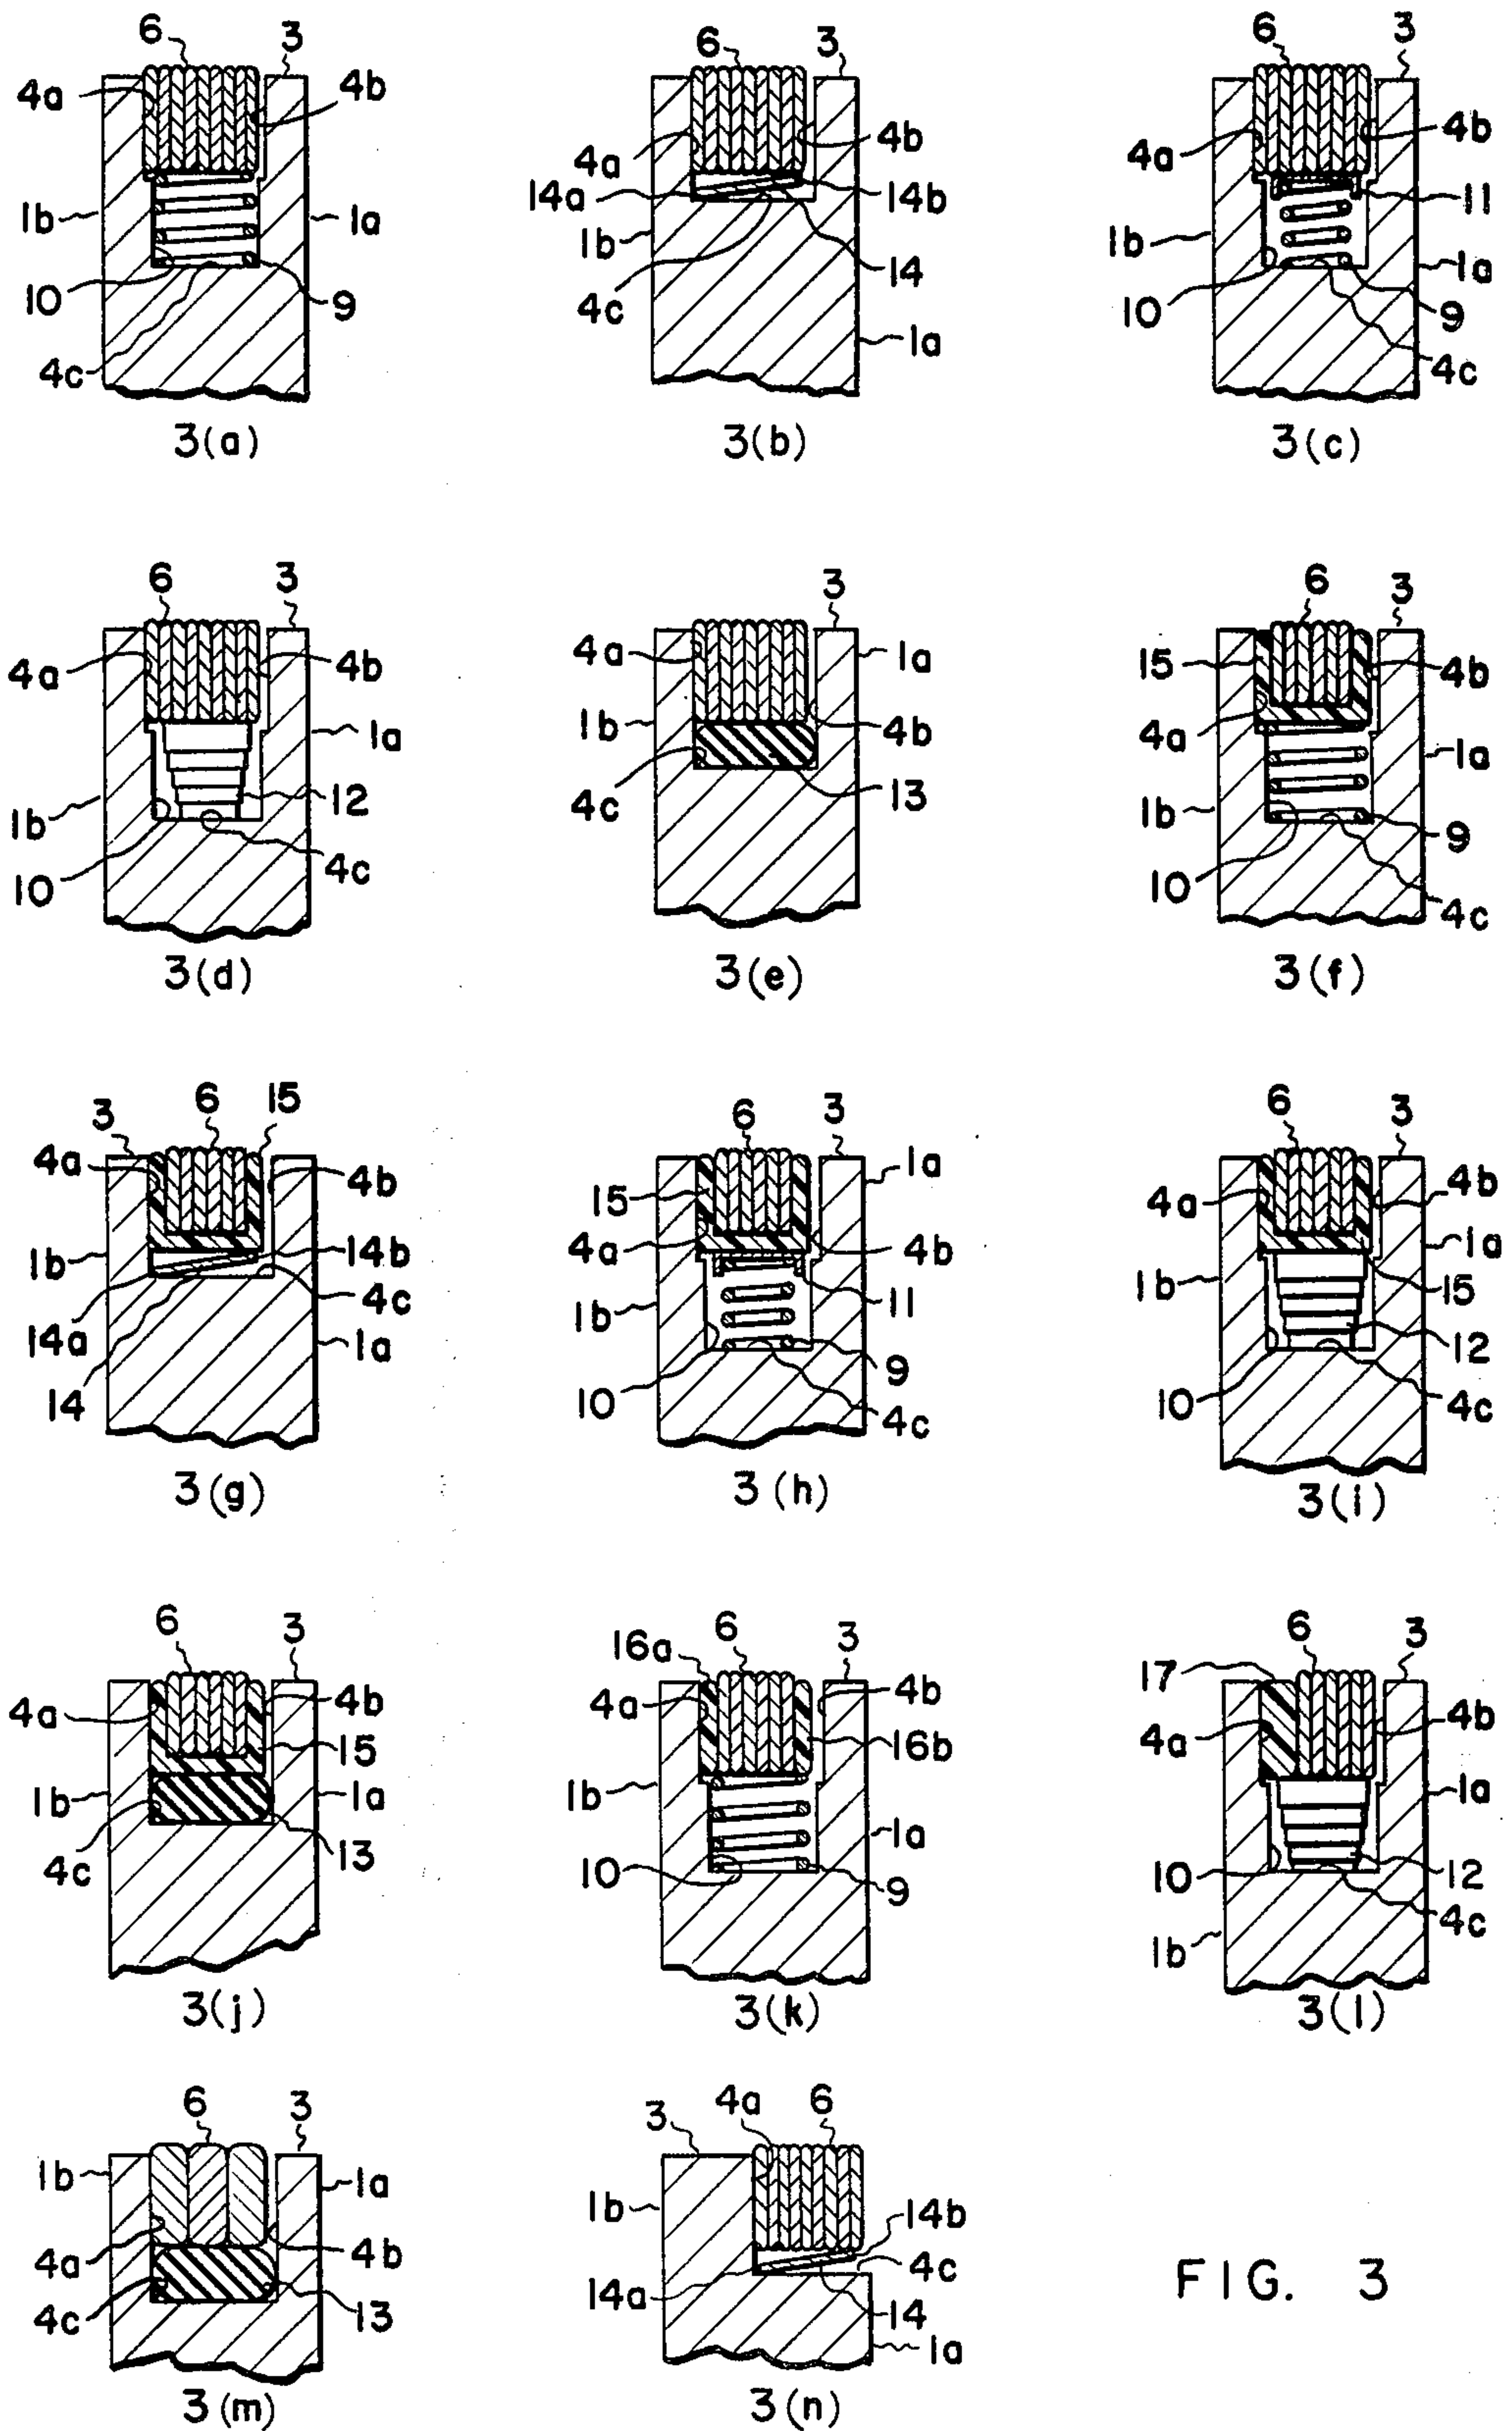 6 3
4a 4b
1b 1a
10 9
4c
3(a)
6 3
4a 4b
14a 14b
1b 14
4c
1a
3(b)
6 3
4a 4b
11
1b 1a
10 9
4c
3(c)
6 3
4a 4b
1a
12
1b
10 4c
3(d)
6 3
4a 1a
1b 4b
4c 13
3(e)
6 3
15 4b
4a
1a
1b 9
10
4c
3(f)
3 6 15
4a 4b
1b 14b
4c
14a 1a
14
3(g)
6 3
1a
15
4a 4b
1b 11
9
10 4c
3(h)
6 3
4a 4b
1a
1b 15
12
10 4c
3(i)
6 3
4a 4b
15
1b 1a
4c 13
3(j)
16a 6 3
4a 4b
16b
1b
1a
10 9
3(k)
17 6 3
4a 4b
1a
10 12
4c
1b
3(l)
6 3
1b 1a
4a 4b
4c 13
3(m)
3 4a 6
1b 14b
4c
14a 14
1a
3(n)
FIG. 3